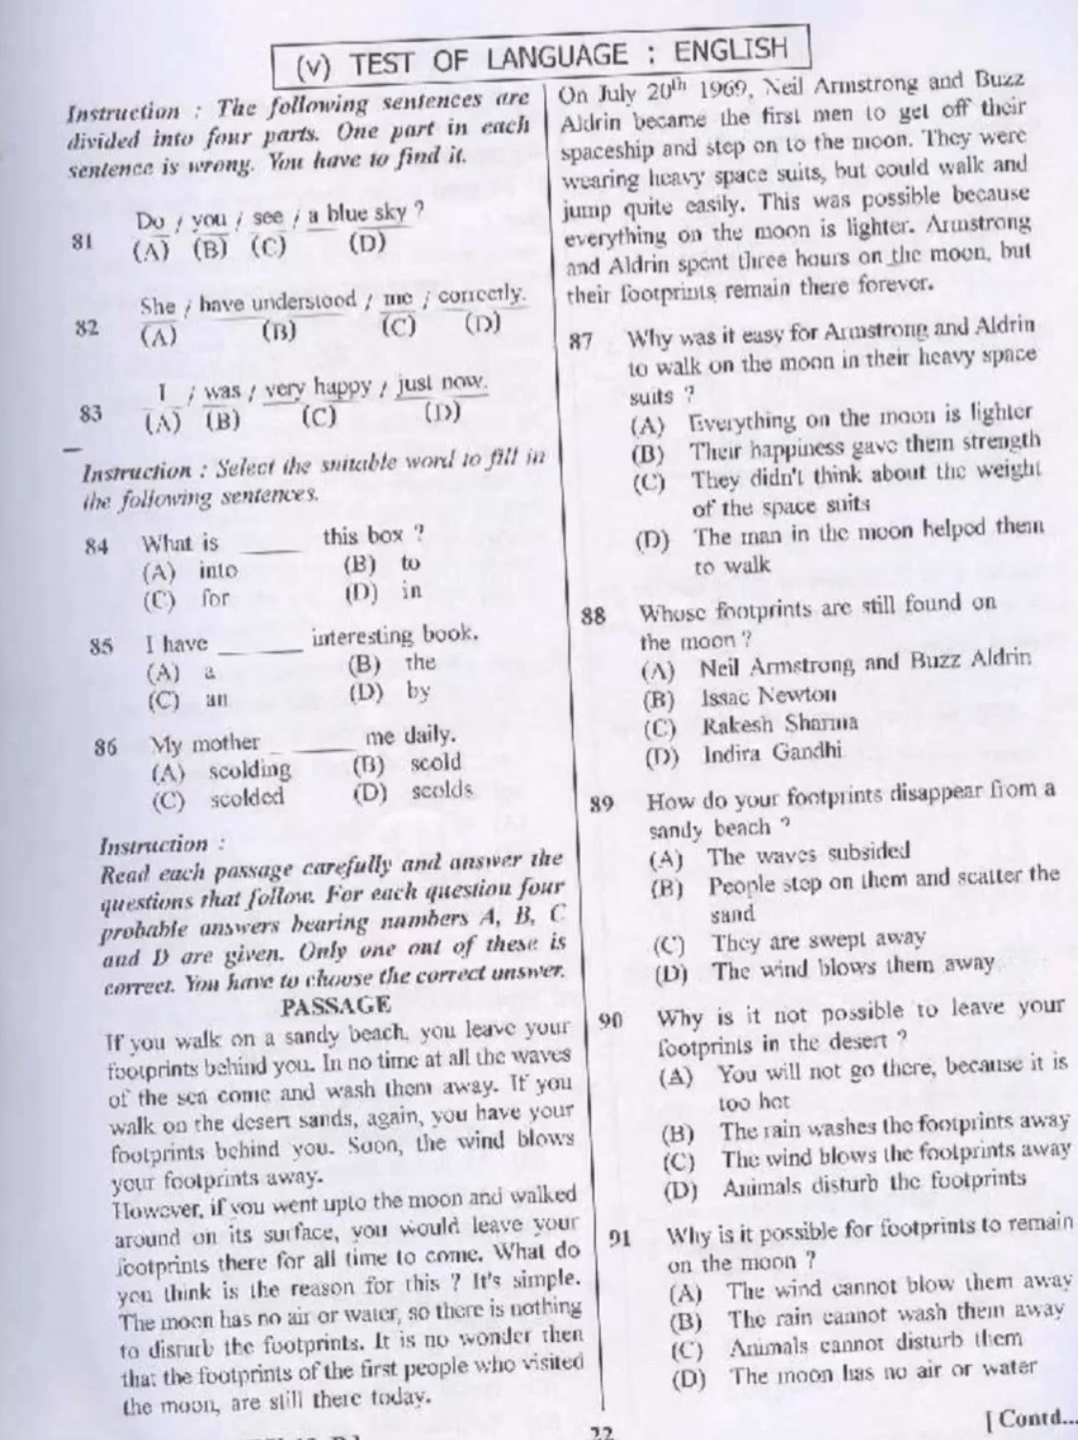 (v) TEST OF LANGUAGE : ENGLISH
Instruction : The following sentences are
divided into four parts. One part in each
sentence is wrong. You have to find it.
81 Do / you / see / a blue sky ?
(A) (B) (C) (D)
82 She / have understood / me / correctly.
(A) (B) (C) (D)
83 I / was / very happy / just now.
(A) (B) (C) (D)
Instruction : Select the suitable word to fill in
the following sentences.
84 What is ______ this box ?
(A) into (B) to
(C) for (D) in
85 I have ______ interesting book.
(A) a (B) the
(C) an (D) by
86 My mother ______ me daily.
(A) scolding (B) scold
(C) scolded (D) scolds
Instruction :
Read each passage carefully and answer the
questions that follow. For each question four
probable answers bearing numbers A, B, C
and D are given. Only one out of these is
correct. You have to choose the correct answer.
PASSAGE
If you walk on a sandy beach, you leave your
footprints behind you. In no time at all the waves
of the sea come and wash them away. If you
walk on the desert sands, again, you have your
footprints behind you. Soon, the wind blows
your footprints away.
However, if you went upto the moon and walked
around on its surface, you would leave your
footprints there for all time to come. What do
you think is the reason for this ? It's simple.
The moon has no air or water, so there is nothing
to disturb the footprints. It is no wonder then
that the footprints of the first people who visited
the moon, are still there today.
On July 20th 1969, Neil Armstrong and Buzz
Aldrin became the first men to get off their
spaceship and step on to the moon. They were
wearing heavy space suits, but could walk and
jump quite easily. This was possible because
everything on the moon is lighter. Armstrong
and Aldrin spent three hours on the moon, but
their footprints remain there forever.
87 Why was it easy for Armstrong and Aldrin
to walk on the moon in their heavy space
suits ?
(A) Everything on the moon is lighter
(B) Their happiness gave them strength
(C) They didn't think about the weight
of the space suits
(D) The man in the moon helped them
to walk
88 Whose footprints are still found on
the moon ?
(A) Neil Armstrong and Buzz Aldrin
(B) Issac Newton
(C) Rakesh Sharma
(D) Indira Gandhi
89 How do your footprints disappear from a
sandy beach ?
(A) The waves subsided
(B) People step on them and scatter the
sand
(C) They are swept away
(D) The wind blows them away
90 Why is it not possible to leave your
footprints in the desert ?
(A) You will not go there, because it is
too hot
(B) The rain washes the footprints away
(C) The wind blows the footprints away
(D) Animals disturb the footprints
91 Why is it possible for footprints to remain
on the moon ?
(A) The wind cannot blow them away
(B) The rain cannot wash them away
(C) Animals cannot disturb them
(D) The moon has no air or water
22
[ Contd...